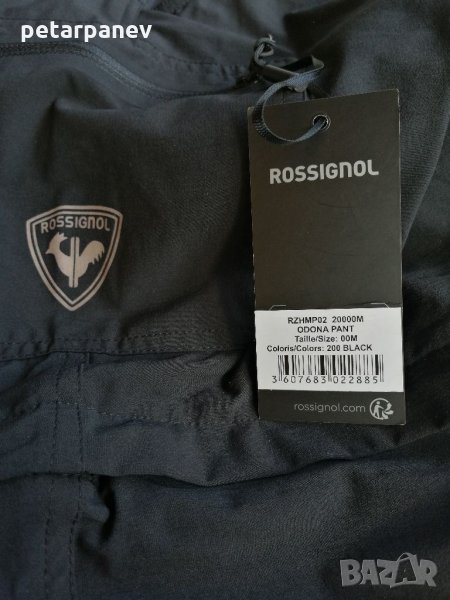 petarpanev
ROSSIGNOL
ROSSIGNOL
RZHMP02 20000M
ODONA PANT
Taille/Size: 00M
Coloris/Colors: 200 BLACK
3 607683 022885
rossignol.com
BAZAR